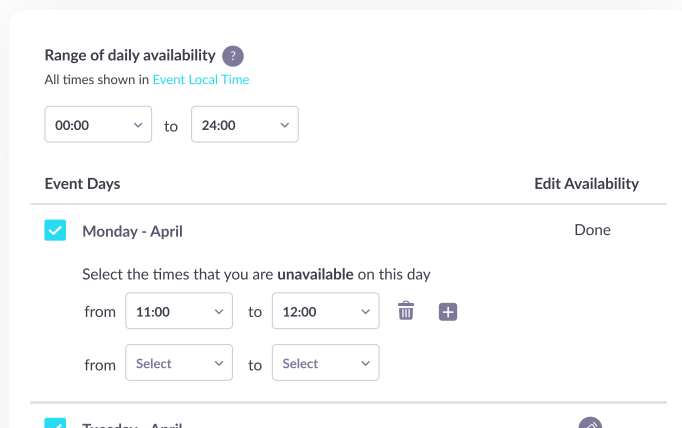 Range of daily availability ?
All times shown in Event Local Time
00:00 to 24:00
Event Days Edit Availability
Monday - April Done
Select the times that you are unavailable on this day
from 11:00 to 12:00
from Select to Select
Tuesday - April